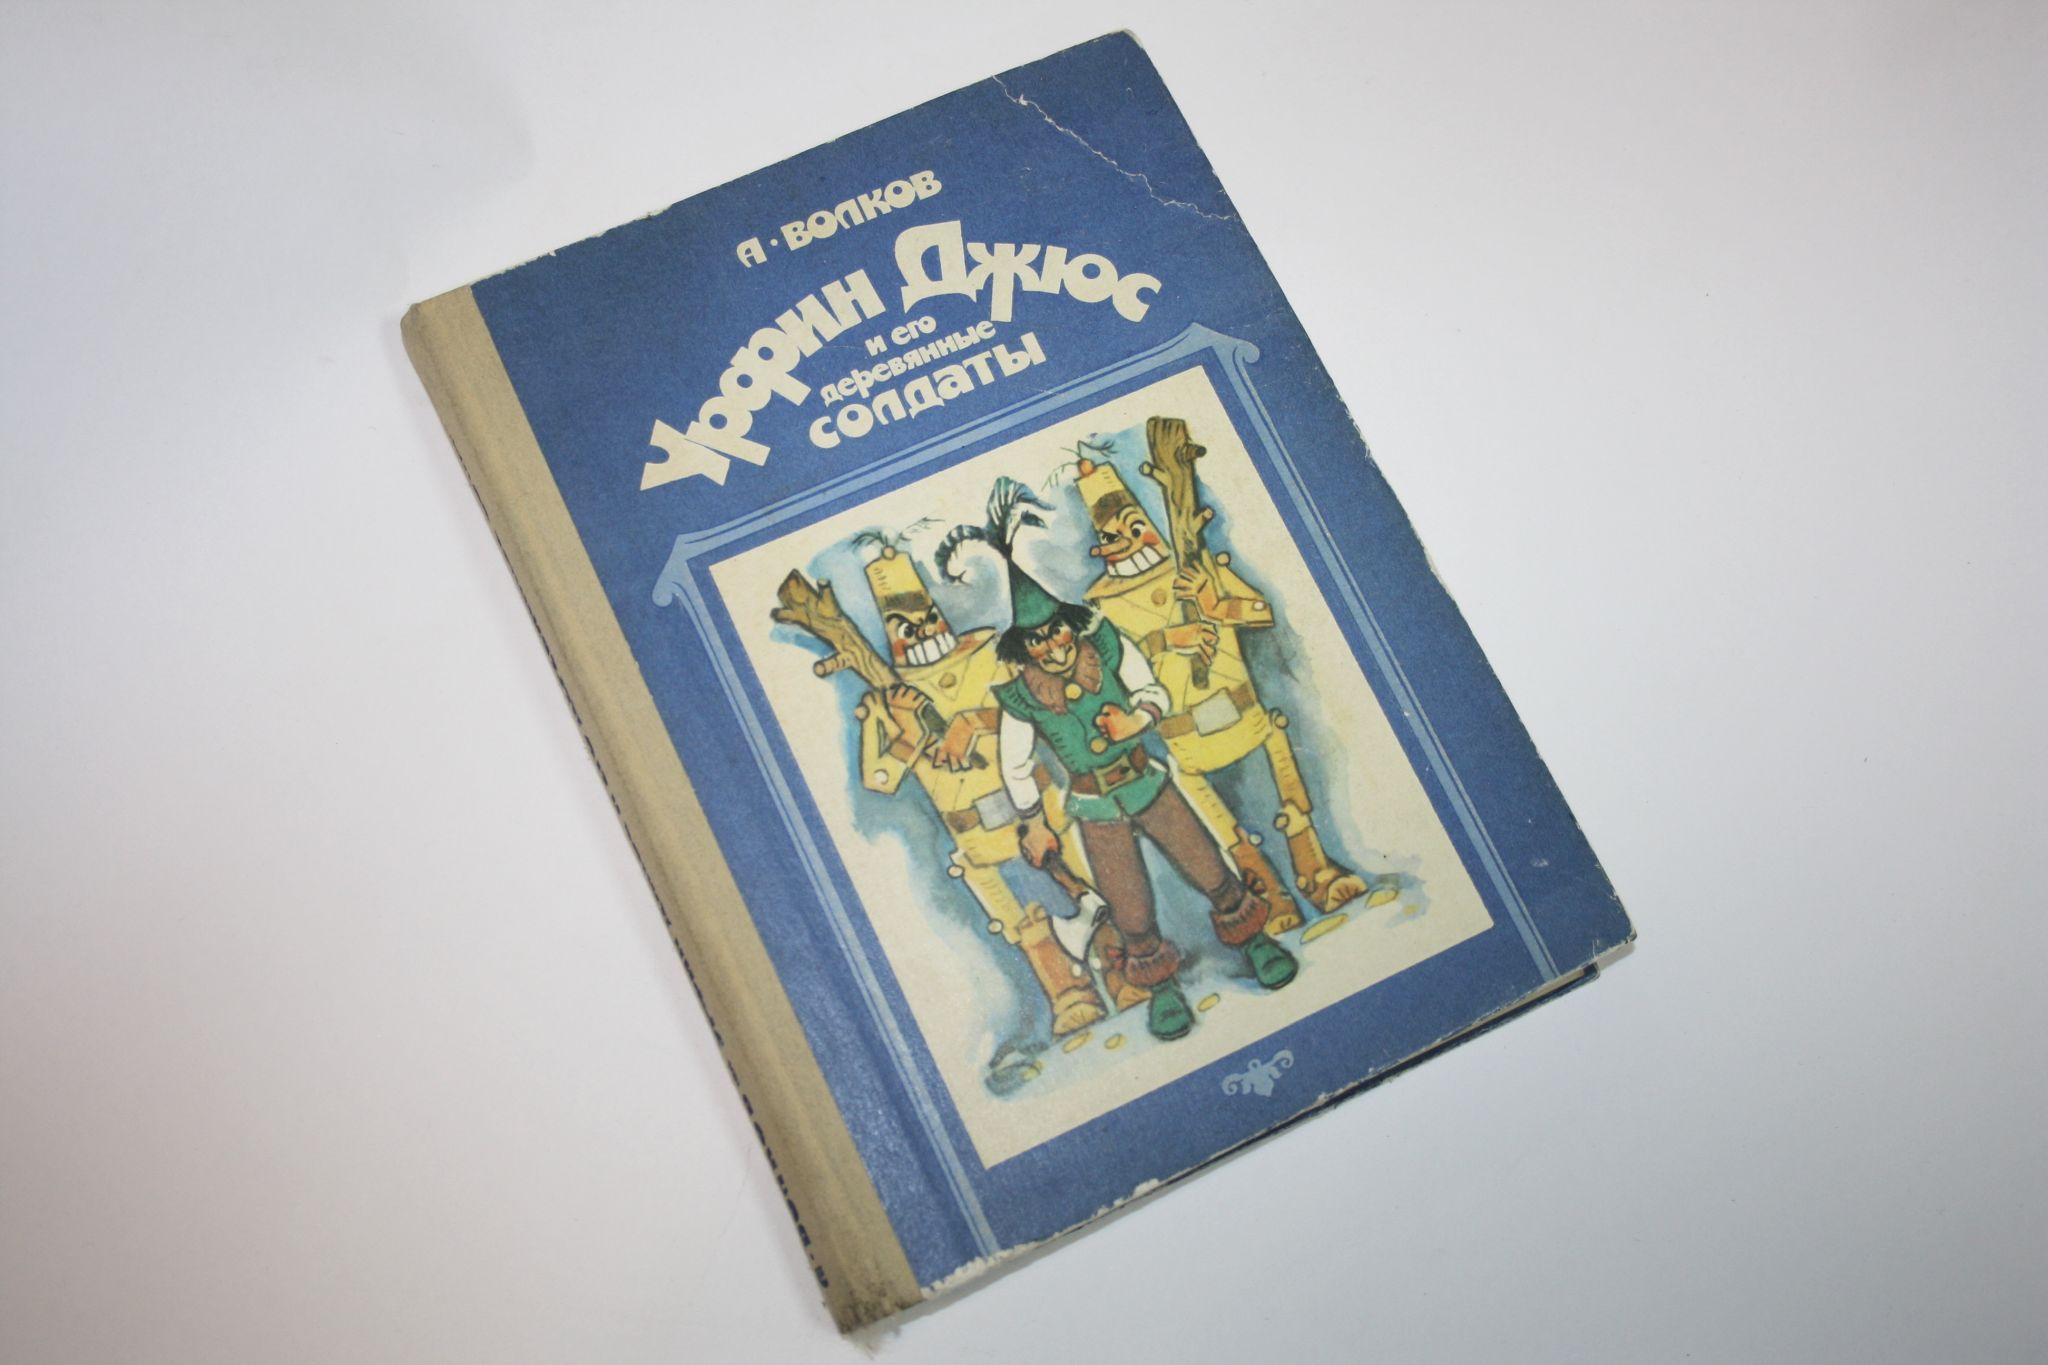 А · ВОЛКОВ
Урфин Джюс
и его
деревянные
солдаты